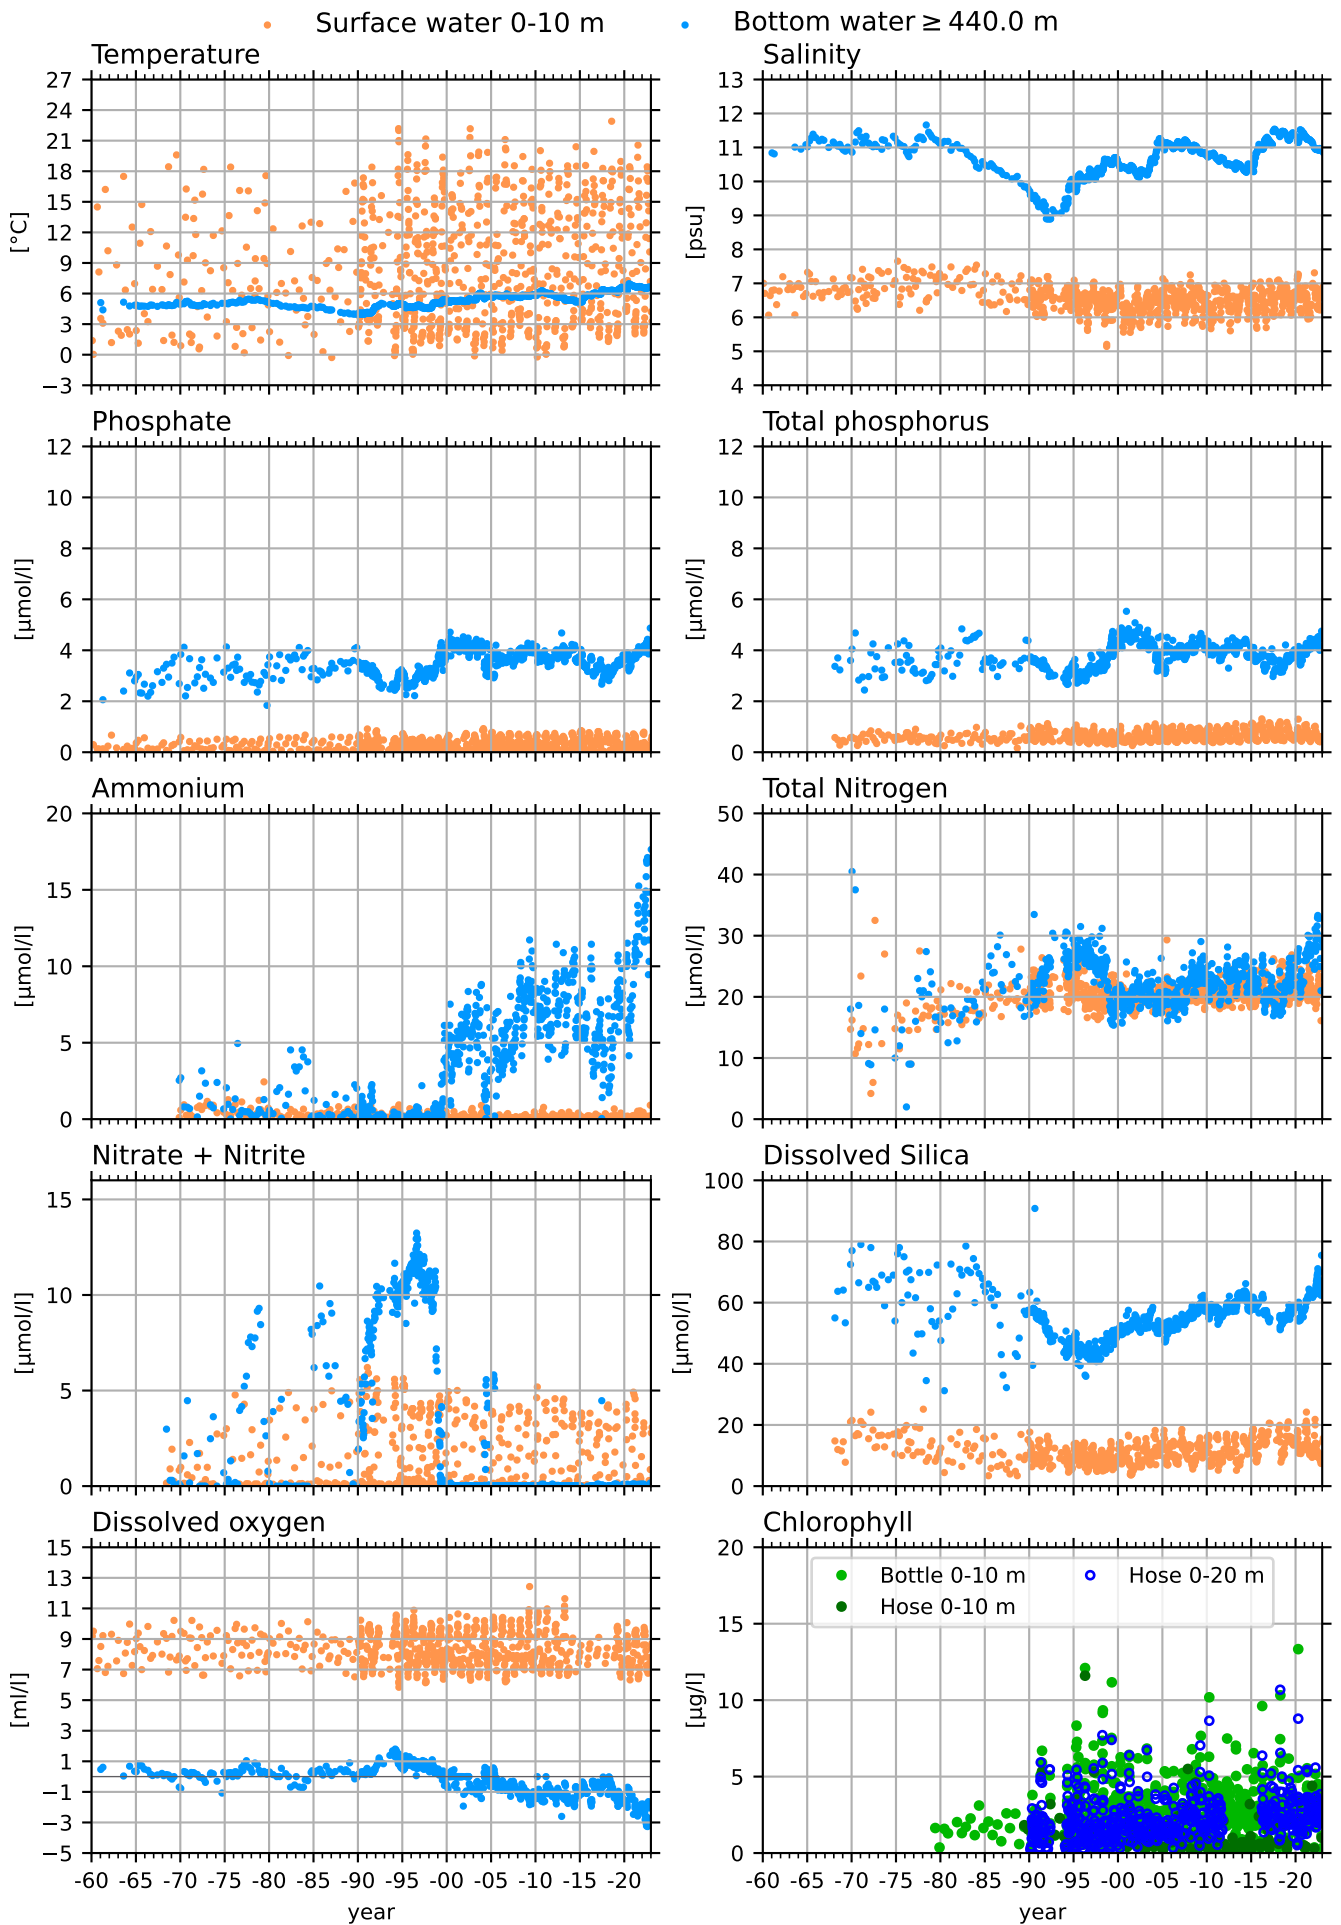 Surface water 0-10 m
Bottom water ≥ 440.0 m
Temperature
Salinity
27
24
21
18
15
12
9
6
3
0
−3
[°C]
13
12
11
10
9
8
7
6
5
4
[psu]
Phosphate
Total phosphorus
12
10
8
6
4
2
0
[µmol/l]
12
10
8
6
4
2
0
[µmol/l]
Ammonium
Total Nitrogen
20
15
10
5
0
[µmol/l]
50
40
30
20
10
0
[µmol/l]
Nitrate + Nitrite
Dissolved Silica
15
10
5
0
[µmol/l]
100
80
60
40
20
0
[µmol/l]
Dissolved oxygen
Chlorophyll
15
13
11
9
7
5
3
1
−1
−3
−5
[ml/l]
20
15
10
5
0
[µg/l]
Bottle 0-10 m
Hose 0-20 m
Hose 0-10 m
-60 -65 -70 -75 -80 -85 -90 -95 -00 -05 -10 -15 -20
-60 -65 -70 -75 -80 -85 -90 -95 -00 -05 -10 -15 -20
year
year